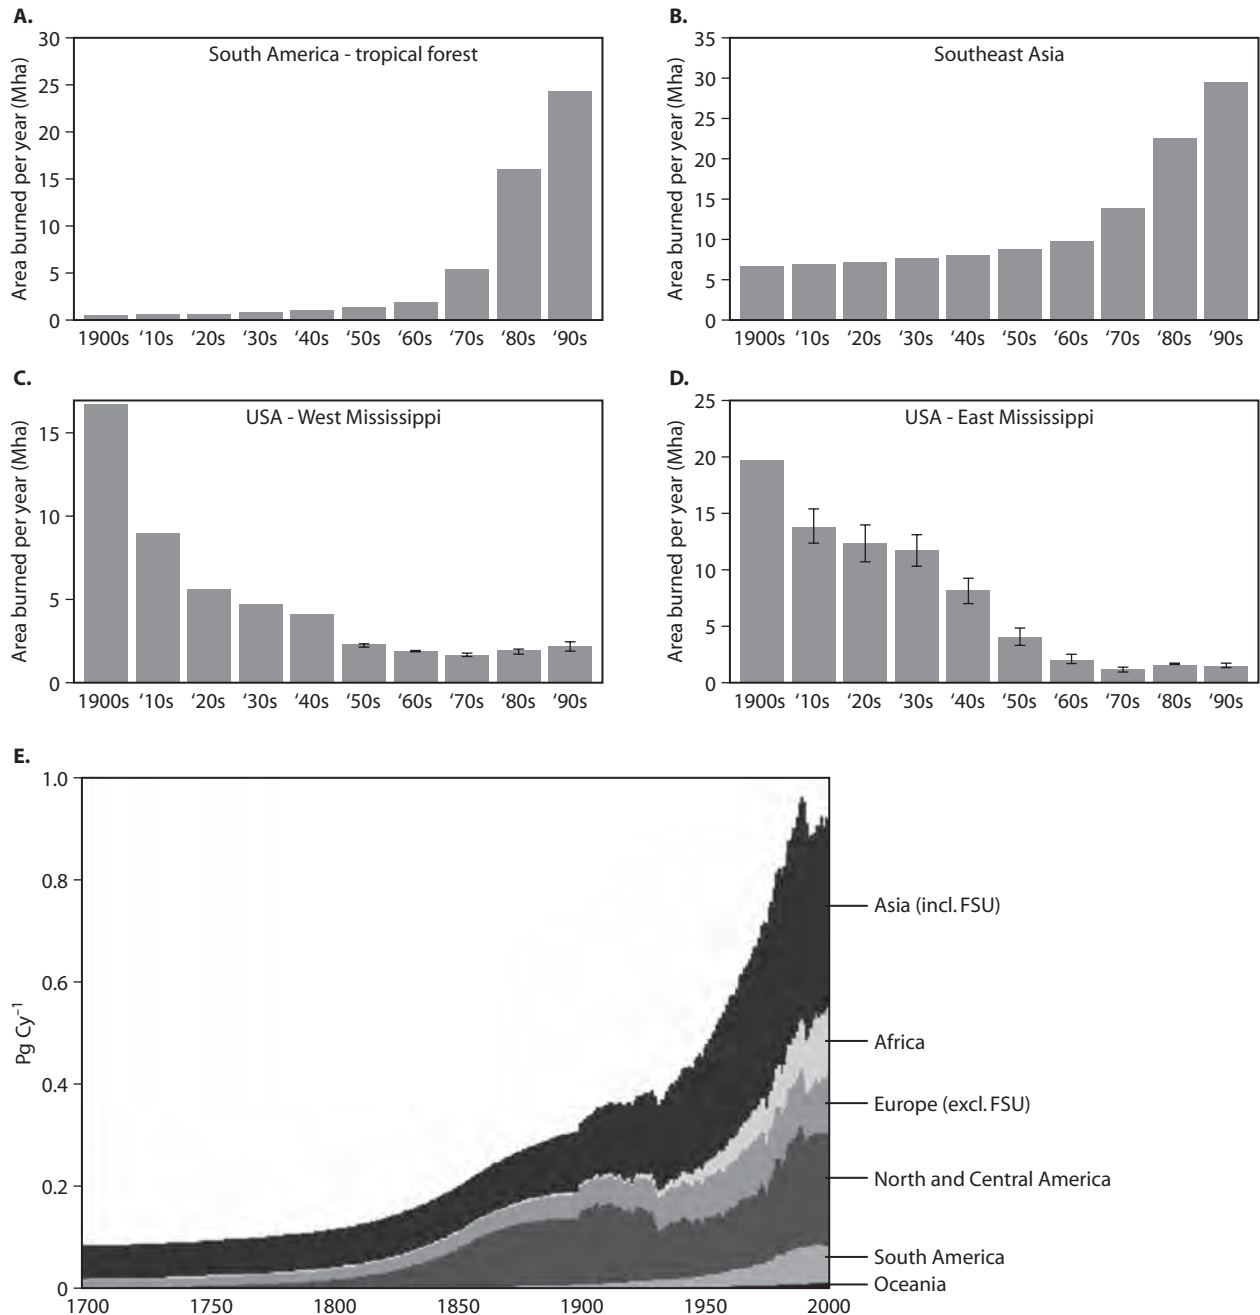 A.
South America - tropical forest
Area burned per year (Mha)
30
25
20
15
10
5
0
1900s ‘10s ‘20s ‘30s ‘40s ‘50s ‘60s ‘70s ‘80s ‘90s
B.
Southeast Asia
Area burned per year (Mha)
35
30
25
20
15
10
5
0
1900s ‘10s ‘20s ‘30s ‘40s ‘50s ‘60s ‘70s ‘80s ‘90s
C.
USA - West Mississippi
Area burned per year (Mha)
15
10
5
0
1900s ‘10s ‘20s ‘30s ‘40s ‘50s ‘60s ‘70s ‘80s ‘90s
D.
USA - East Mississippi
Area burned per year (Mha)
25
20
15
10
5
0
1900s ‘10s ‘20s ‘30s ‘40s ‘50s ‘60s ‘70s ‘80s ‘90s
E.
Pg Cy⁻¹
1.0
0.8
0.6
0.4
0.2
0
1700 1750 1800 1850 1900 1950 2000
Asia (incl. FSU)
Africa
Europe (excl. FSU)
North and Central America
South America
Oceania